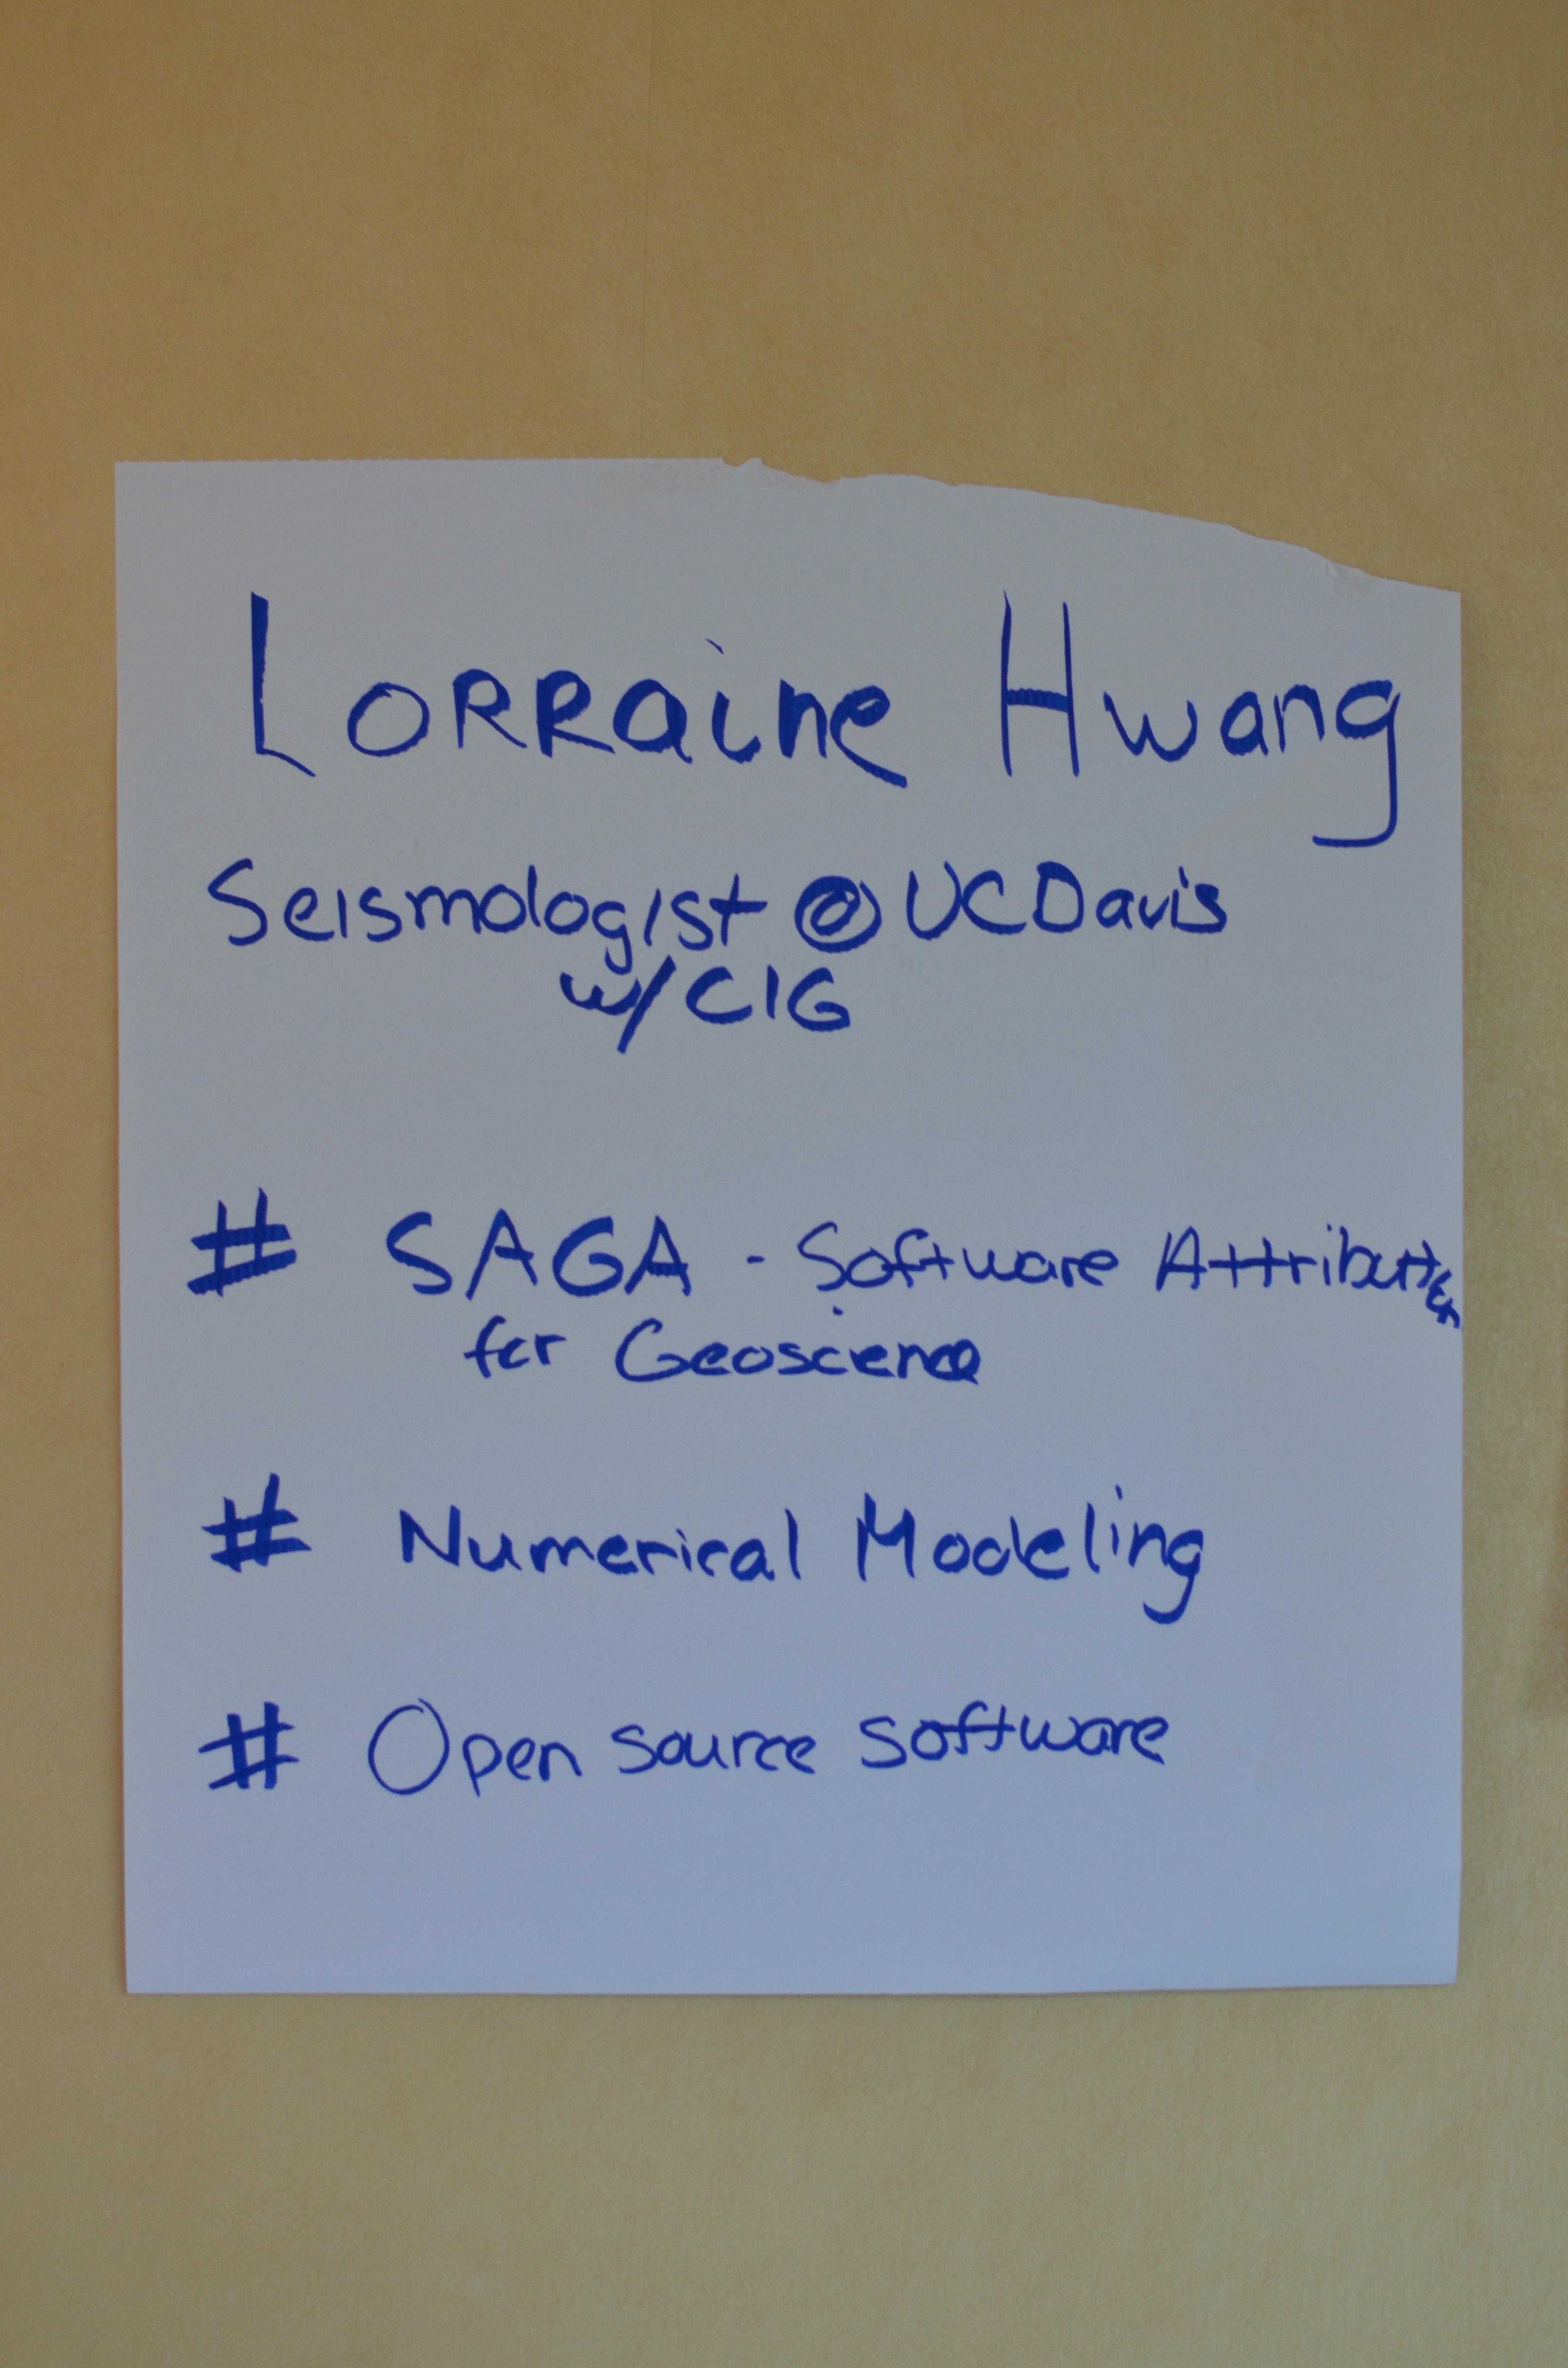 Lorraine Hwang
Seismologist @ UCDavis
w/CIG
# SAGA - Software Attribution
for Geoscience
# Numerical Modeling
# Open source software